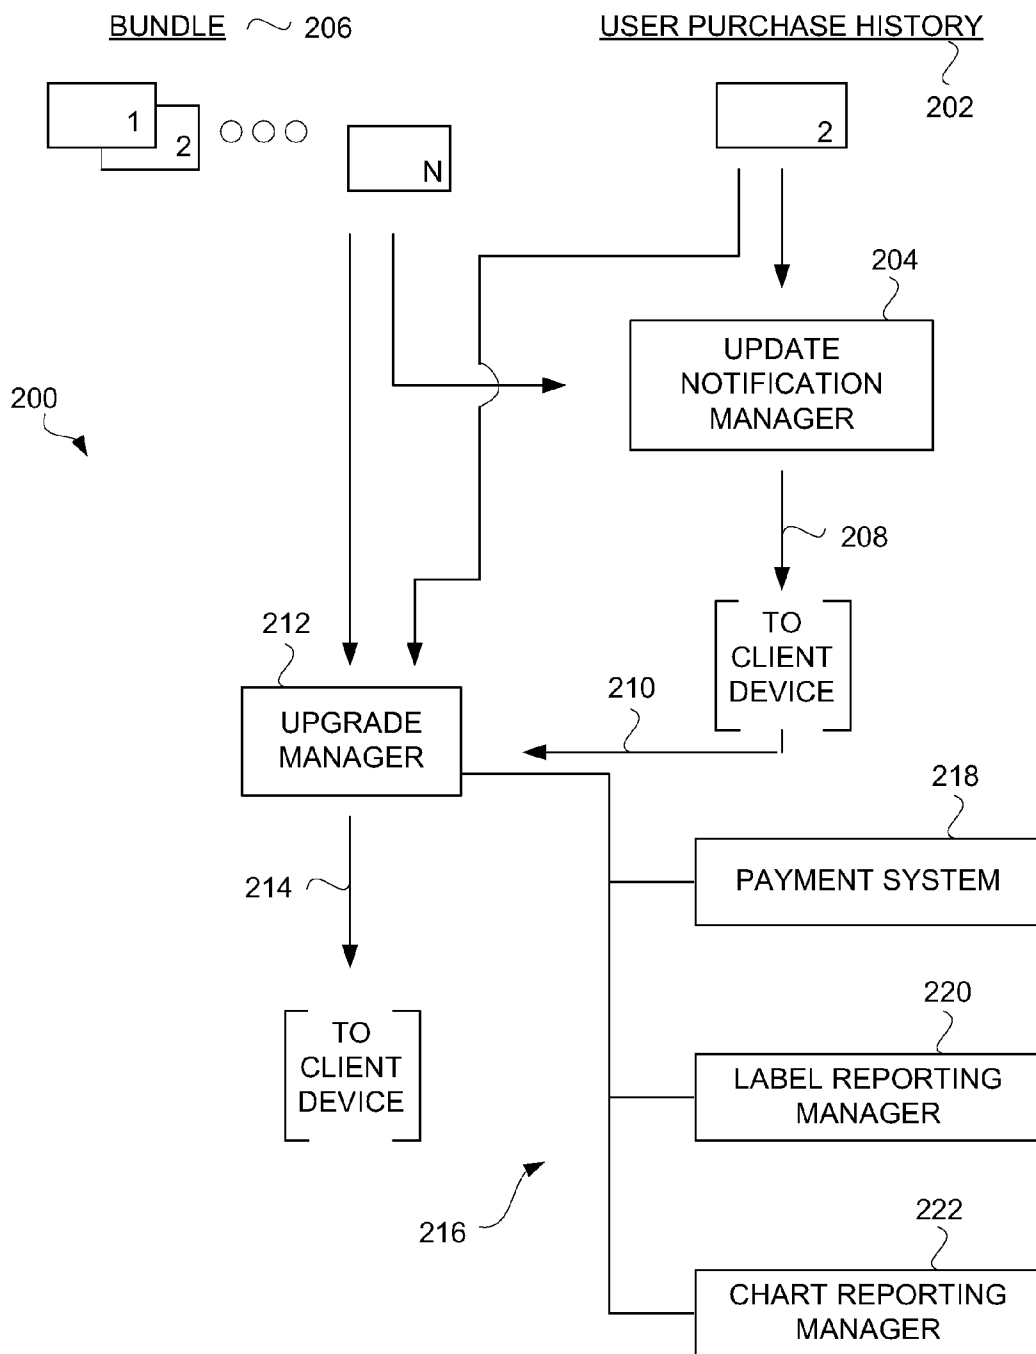 BUNDLE 206
USER PURCHASE HISTORY
202
1
2
N
2
204
UPDATE
NOTIFICATION
MANAGER
200
208
TO
CLIENT
DEVICE
212
210
UPGRADE
MANAGER
218
PAYMENT SYSTEM
214
TO
CLIENT
DEVICE
220
LABEL REPORTING
MANAGER
216
222
CHART REPORTING
MANAGER